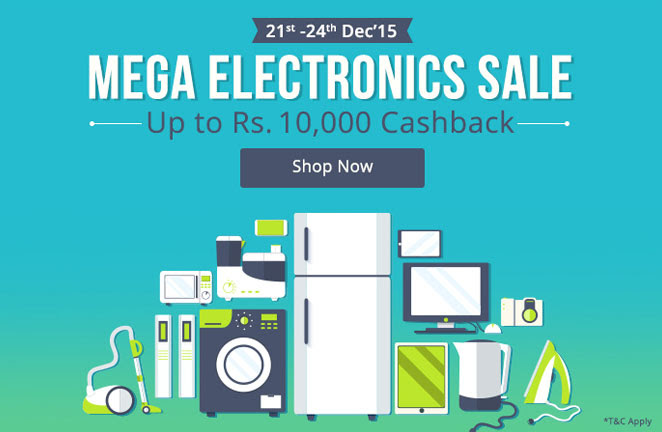 21st -24th Dec'15
MEGA ELECTRONICS SALE
Up to Rs. 10,000 Cashback
Shop Now
*T&C Apply